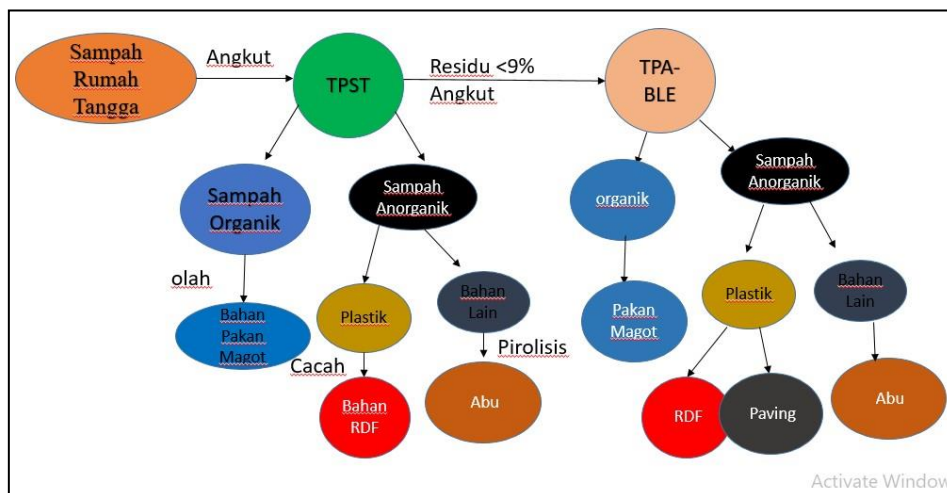 Sampah
Rumah
Tangga
Angkut
TPST
Residu <9%
Angkut
TPA-
BLE
Sampah
Organik
Sampah
Anorganik
organik
Sampah
Anorganik
olah
Bahan
Pakan
Magot
Plastik
Bahan
Lain
Pakan
Magot
Plastik
Bahan
Lain
Cacah
Pirolisis
Bahan
RDF
Abu
RDF
Paving
Abu
Activate Window